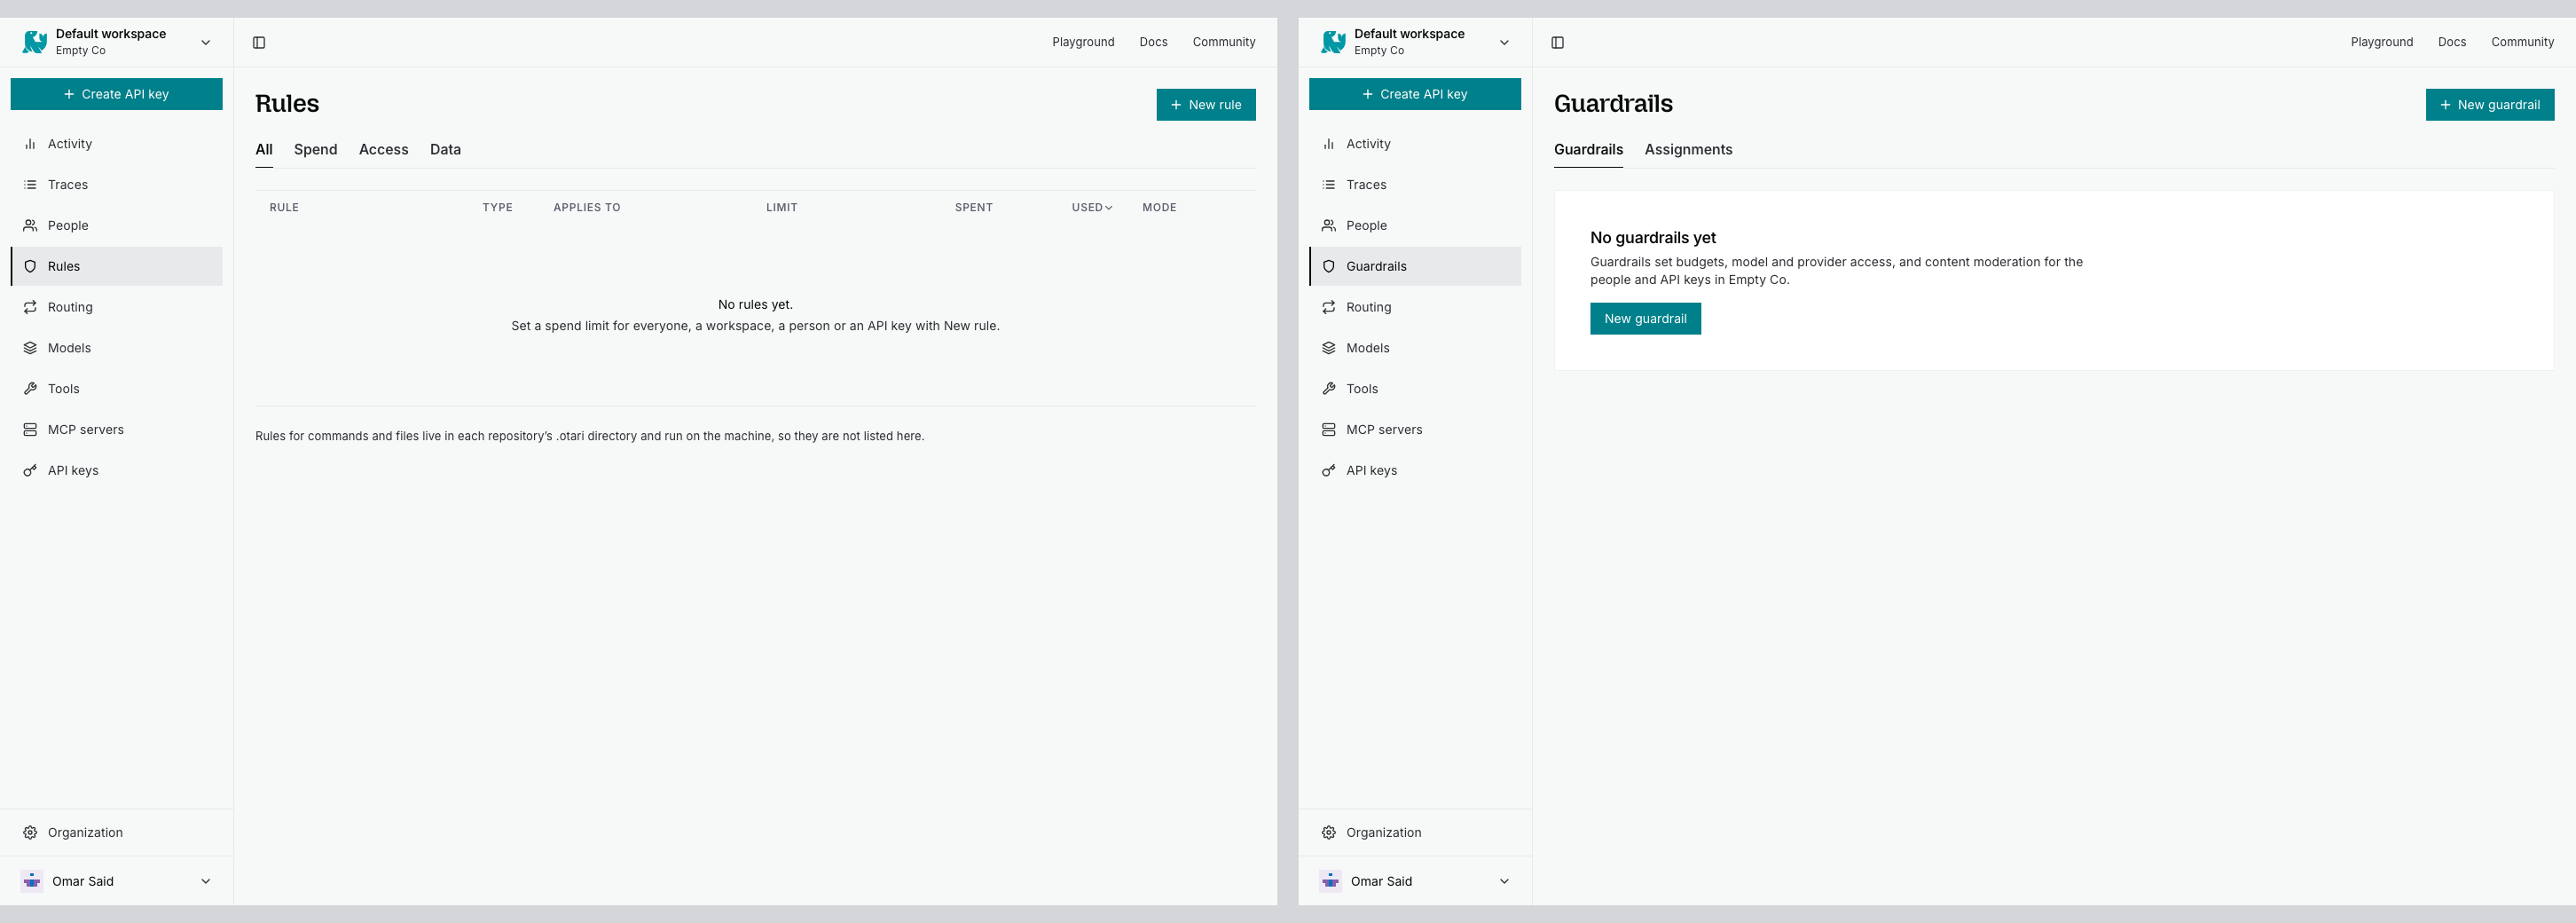 Default workspace
Empty Co
Playground Docs Community
Create API key
Activity
Traces
People
Rules
Routing
Models
Tools
MCP servers
API keys
Organization
Omar Said
Rules
New rule
All Spend Access Data
RULE TYPE APPLIES TO LIMIT SPENT USED MODE
No rules yet.
Set a spend limit for everyone, a workspace, a person or an API key with New rule.
Rules for commands and files live in each repository’s .otari directory and run on the machine, so they are not listed here.
Default workspace
Empty Co
Playground Docs Community
Create API key
Activity
Traces
People
Guardrails
Routing
Models
Tools
MCP servers
API keys
Organization
Omar Said
Guardrails
New guardrail
Guardrails Assignments
No guardrails yet
Guardrails set budgets, model and provider access, and content moderation for the
people and API keys in Empty Co.
New guardrail